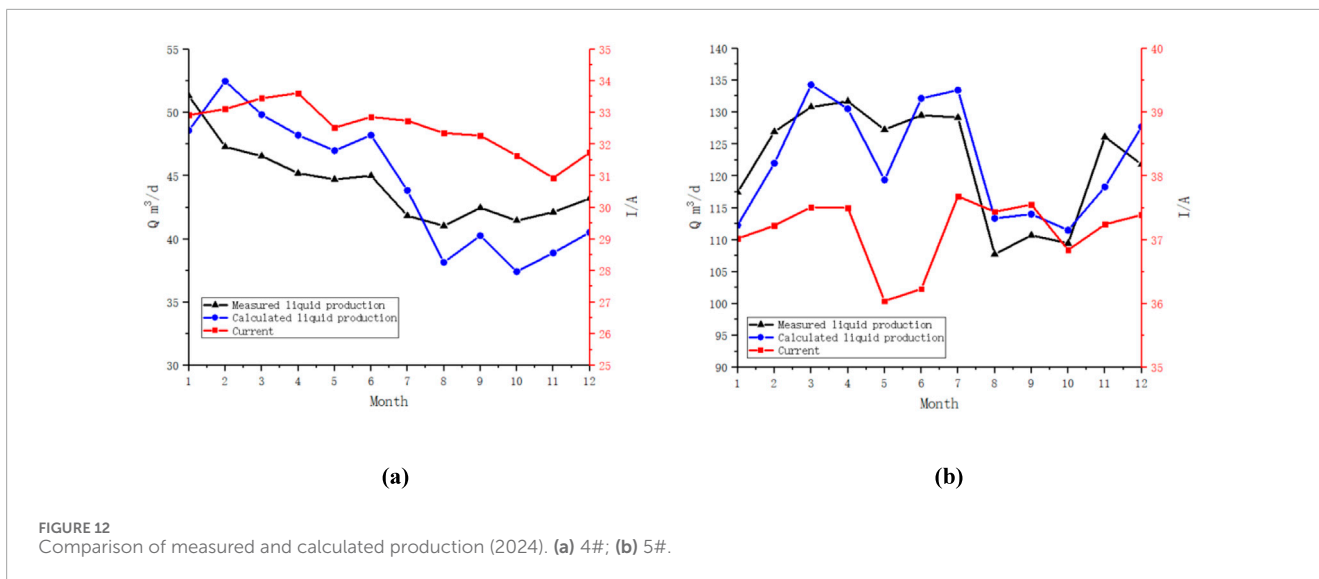 55
50
45
40
35
30
Q m³/d
35
34
33
32
31
30
29
28
27
26
25
I/A
Measured liquid production
Calculated liquid production
Current
1 2 3 4 5 6 7 8 9 10 11 12
Month
(a)
140
135
130
125
120
115
110
105
100
95
90
Q m³/d
40
39
38
37
36
35
I/A
Measured liquid production
Calculated liquid production
Current
1 2 3 4 5 6 7 8 9 10 11 12
Month
(b)
FIGURE 12
Comparison of measured and calculated production (2024). (a) 4#; (b) 5#.